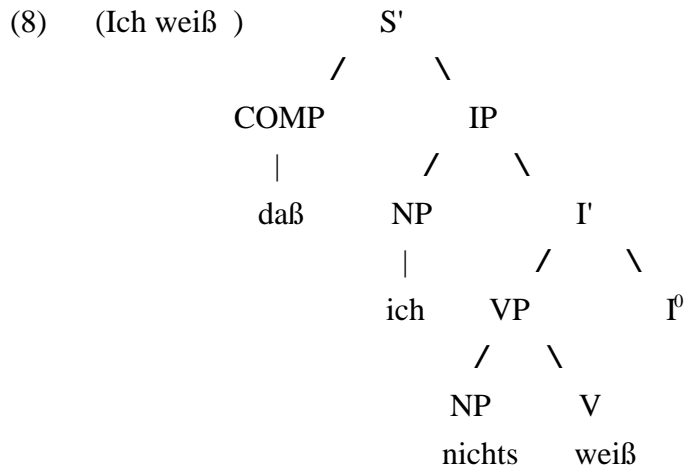 (8) (Ich weiß ) S'
/ \
COMP IP
| / \
daß NP I'
| / \
ich VP I⁰
/ \
NP V
nichts weiß